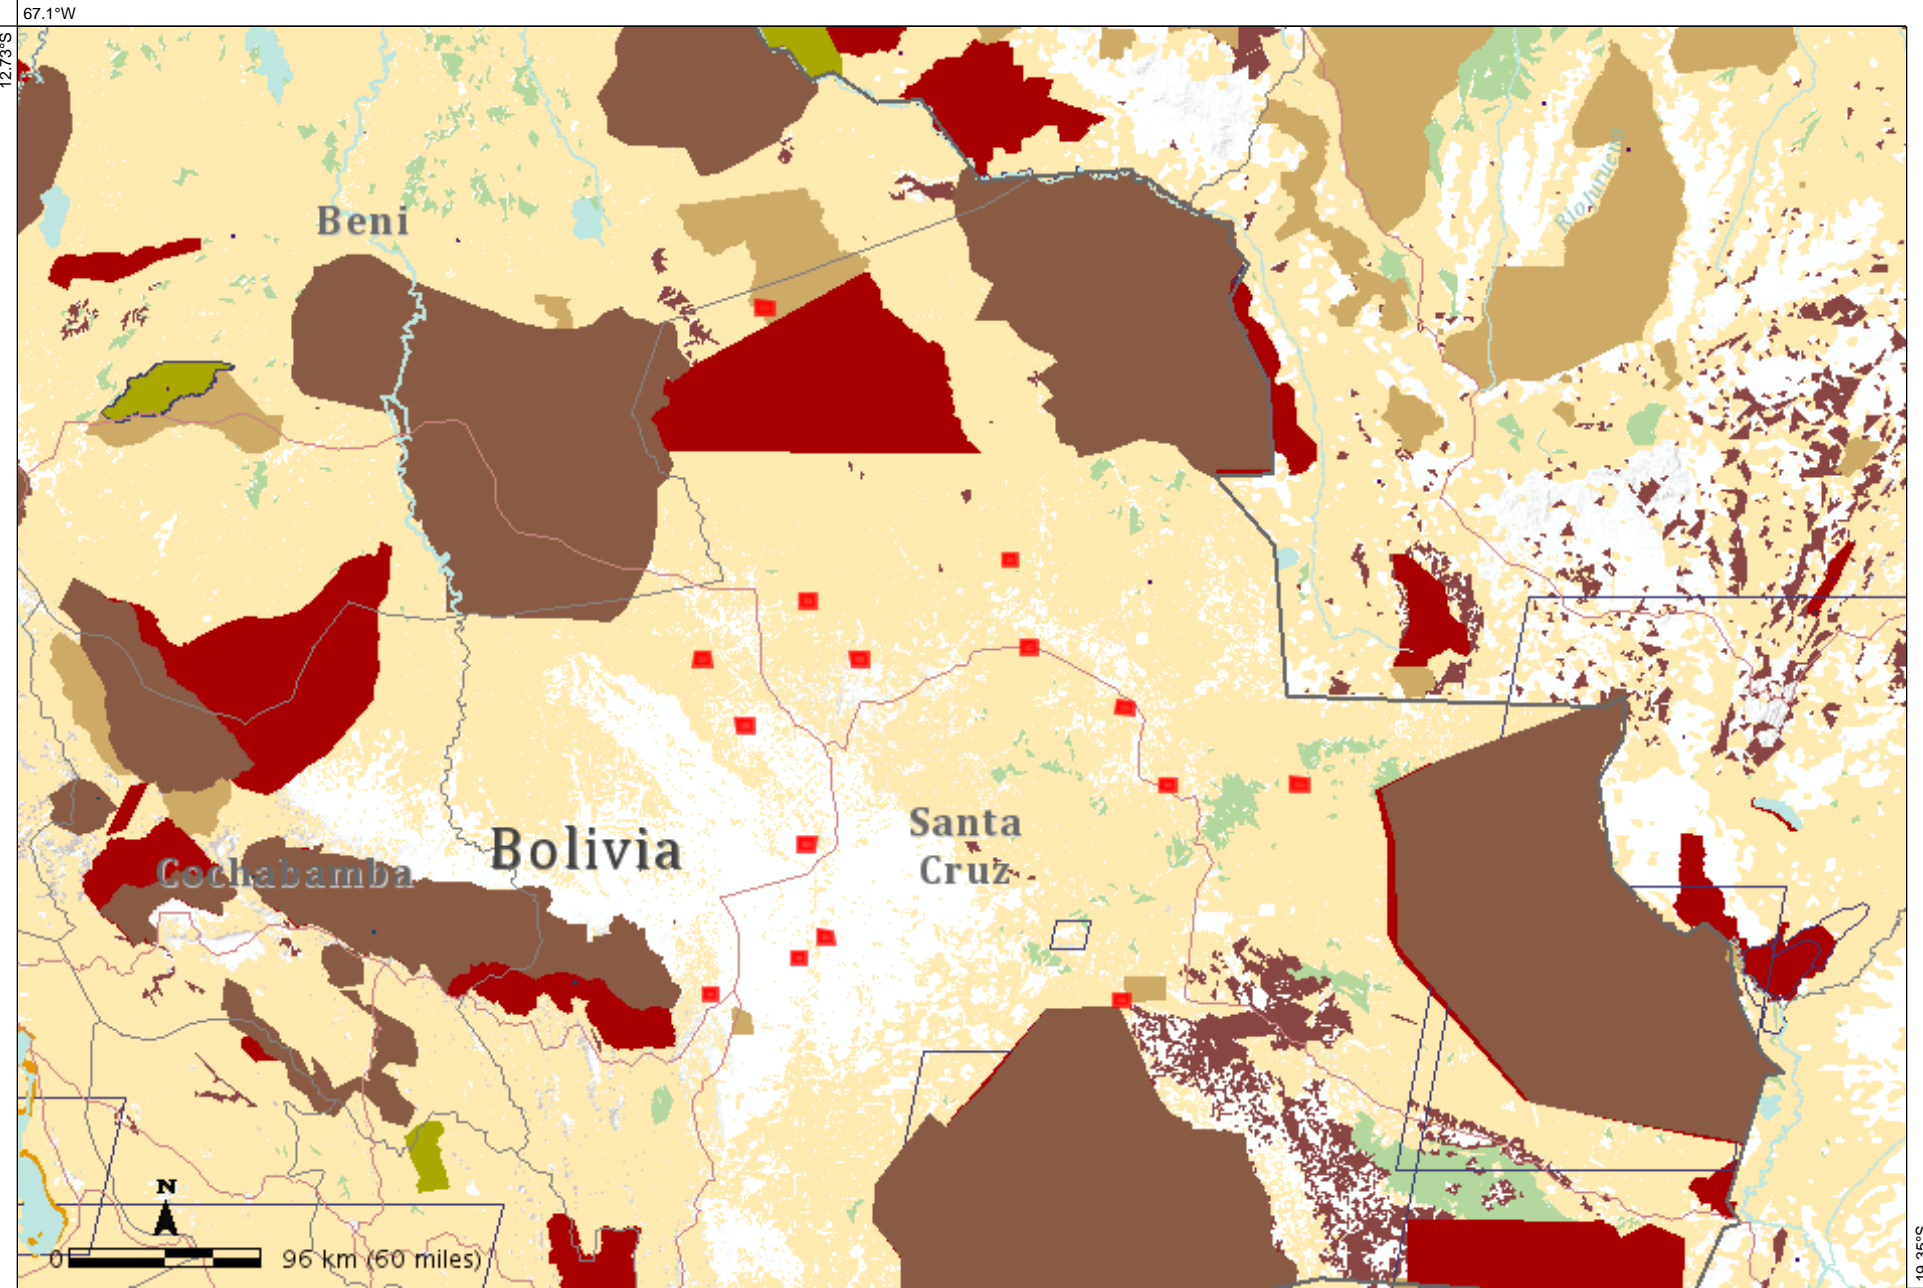 67.1°W
12.73°S
Beni
Rio Juruena
Bolivia
Santa
Cruz
Cochabamba
N
0 96 km (60 miles)